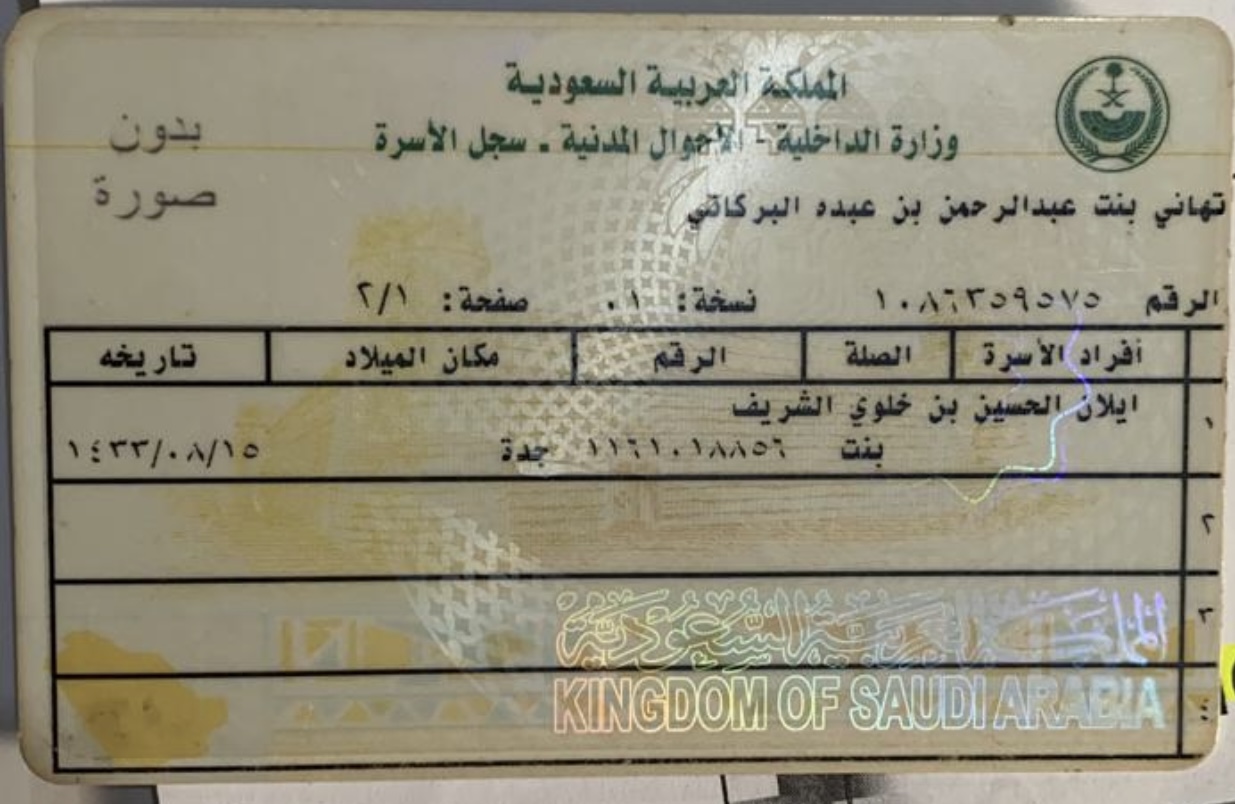 المملكة العربية السعودية
وزارة الداخلية - الأحوال المدنية - سجل الأسرة
بدون
صورة
تهاني بنت عبدالرحمن بن عبده البركاتي
الرقم ١٠٨٦٣٥٩٥٧٥ نسخة: ٠١ صفحة: ٢/١
أفراد الأسرة الصلة الرقم مكان الميلاد تاريخه
١ ايلان الحسين بن خلوي الشريف
بنت ١١٦١٠١٨٨٥٦ جدة ١٤٣٣/٠٨/١٥
٢
٣
المملكة العربية السعودية
KINGDOM OF SAUDI ARABIA
٤